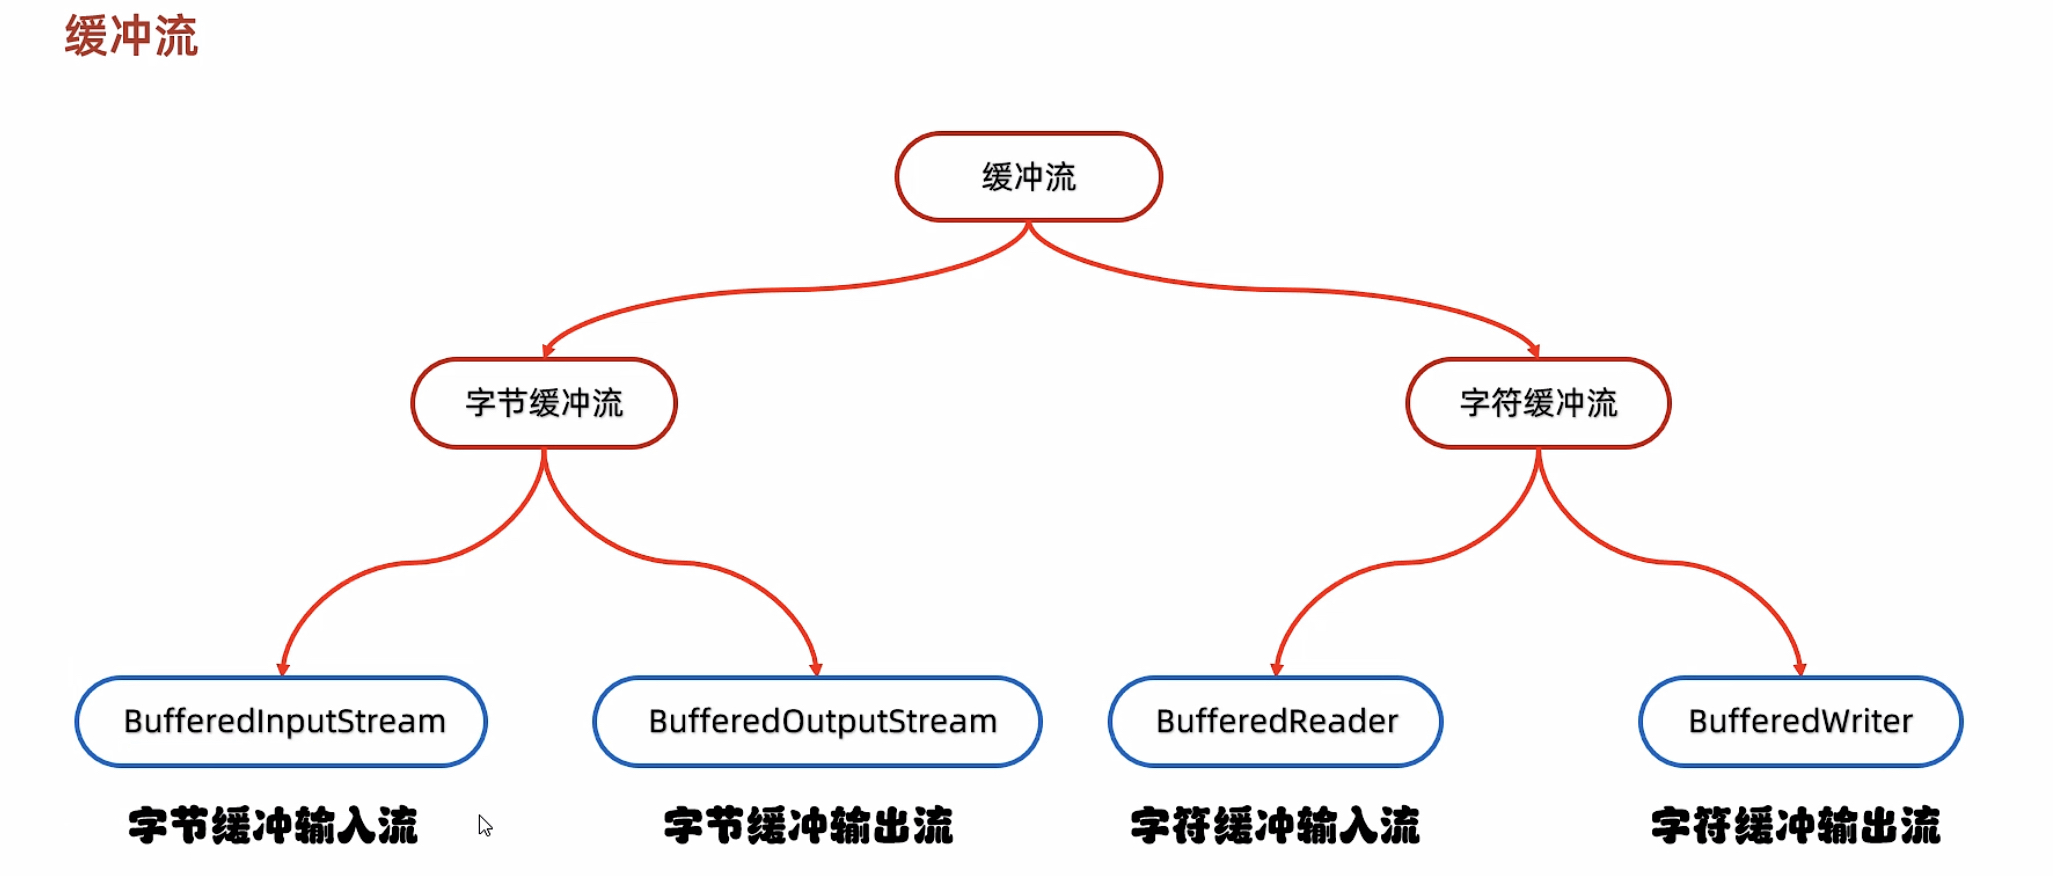 缓冲流
缓冲流
字节缓冲流
字符缓冲流
BufferedInputStream
BufferedOutputStream
BufferedReader
BufferedWriter
字节缓冲输入流
字节缓冲输出流
字符缓冲输入流
字符缓冲输出流